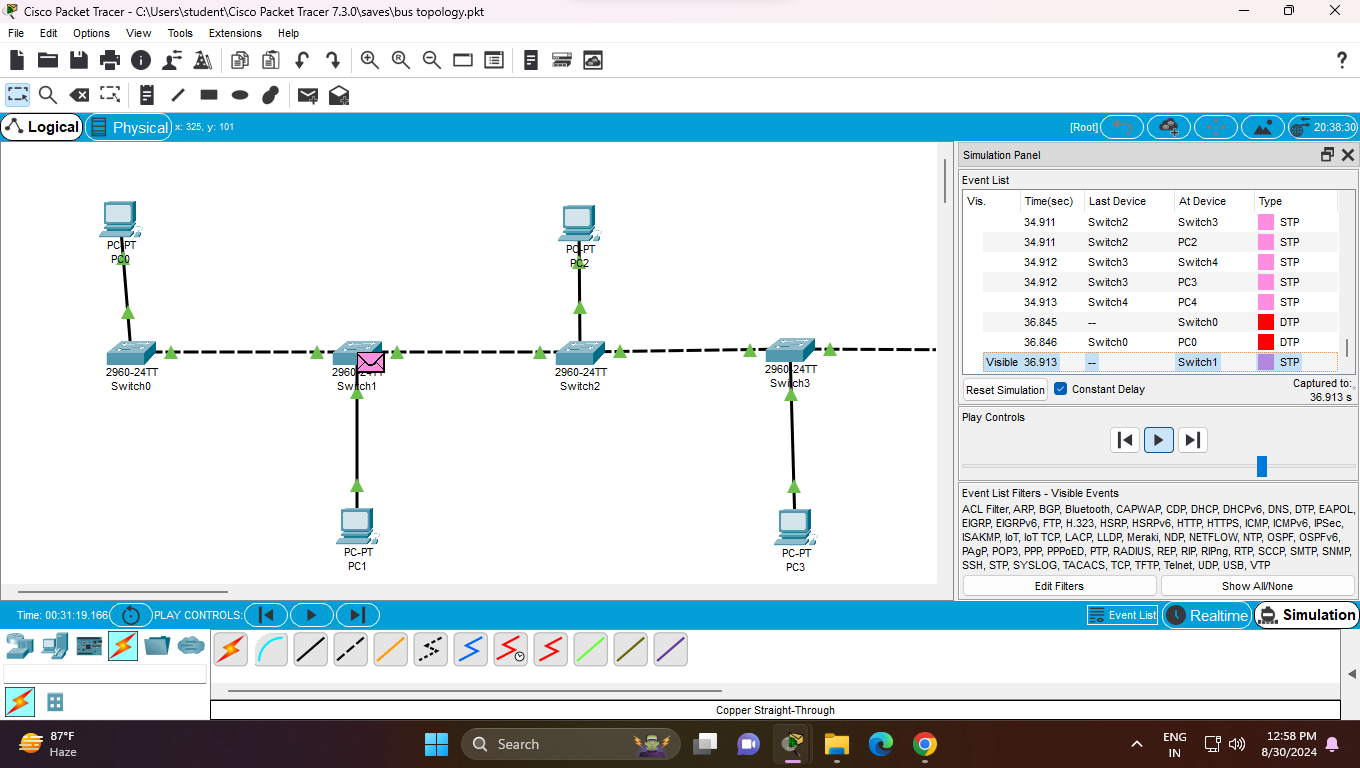 Cisco Packet Tracer - C:\Users\student\Cisco Packet Tracer 7.3.0\saves\bus topology.pkt
File Edit Options View Tools Extensions Help
Logical Physical x: 325, y: 101 [Root] 20:38:30
PC-PT
PC0
PC-PT
PC2
2960-24TT
Switch0
2960-24TT
Switch1
2960-24TT
Switch2
2960-24TT
Switch3
PC-PT
PC1
PC-PT
PC3
Simulation Panel
Event List
Vis. Time(sec) Last Device At Device Type
34.911 Switch2 Switch3 STP
34.911 Switch2 PC2 STP
34.912 Switch3 Switch4 STP
34.912 Switch3 PC3 STP
34.913 Switch4 PC4 STP
36.845 -- Switch0 DTP
36.846 Switch0 PC0 DTP
Visible 36.913 -- Switch1 STP
Reset Simulation Constant Delay Captured to:
36.913 s
Play Controls
Event List Filters - Visible Events
ACL Filter, ARP, BGP, Bluetooth, CAPWAP, CDP, DHCP, DHCPv6, DNS, DTP, EAPOL,
EIGRP, EIGRPv6, FTP, H.323, HSRP, HSRPv6, HTTP, HTTPS, ICMP, ICMPv6, IPSec,
ISAKMP, IoT, IoT TCP, LACP, LLDP, Meraki, NDP, NETFLOW, NTP, OSPF, OSPFv6,
PAgP, POP3, PPP, PPPoED, PTP, RADIUS, REP, RIP, RIPng, RTP, SCCP, SMTP, SNMP,
SSH, STP, SYSLOG, TACACS, TCP, TFTP, Telnet, UDP, USB, VTP
Edit Filters Show All/None
Time: 00:31:19.166 PLAY CONTROLS: Event List Realtime Simulation
Copper Straight-Through
87°F
Haze
Search
ENG
IN
12:58 PM
8/30/2024